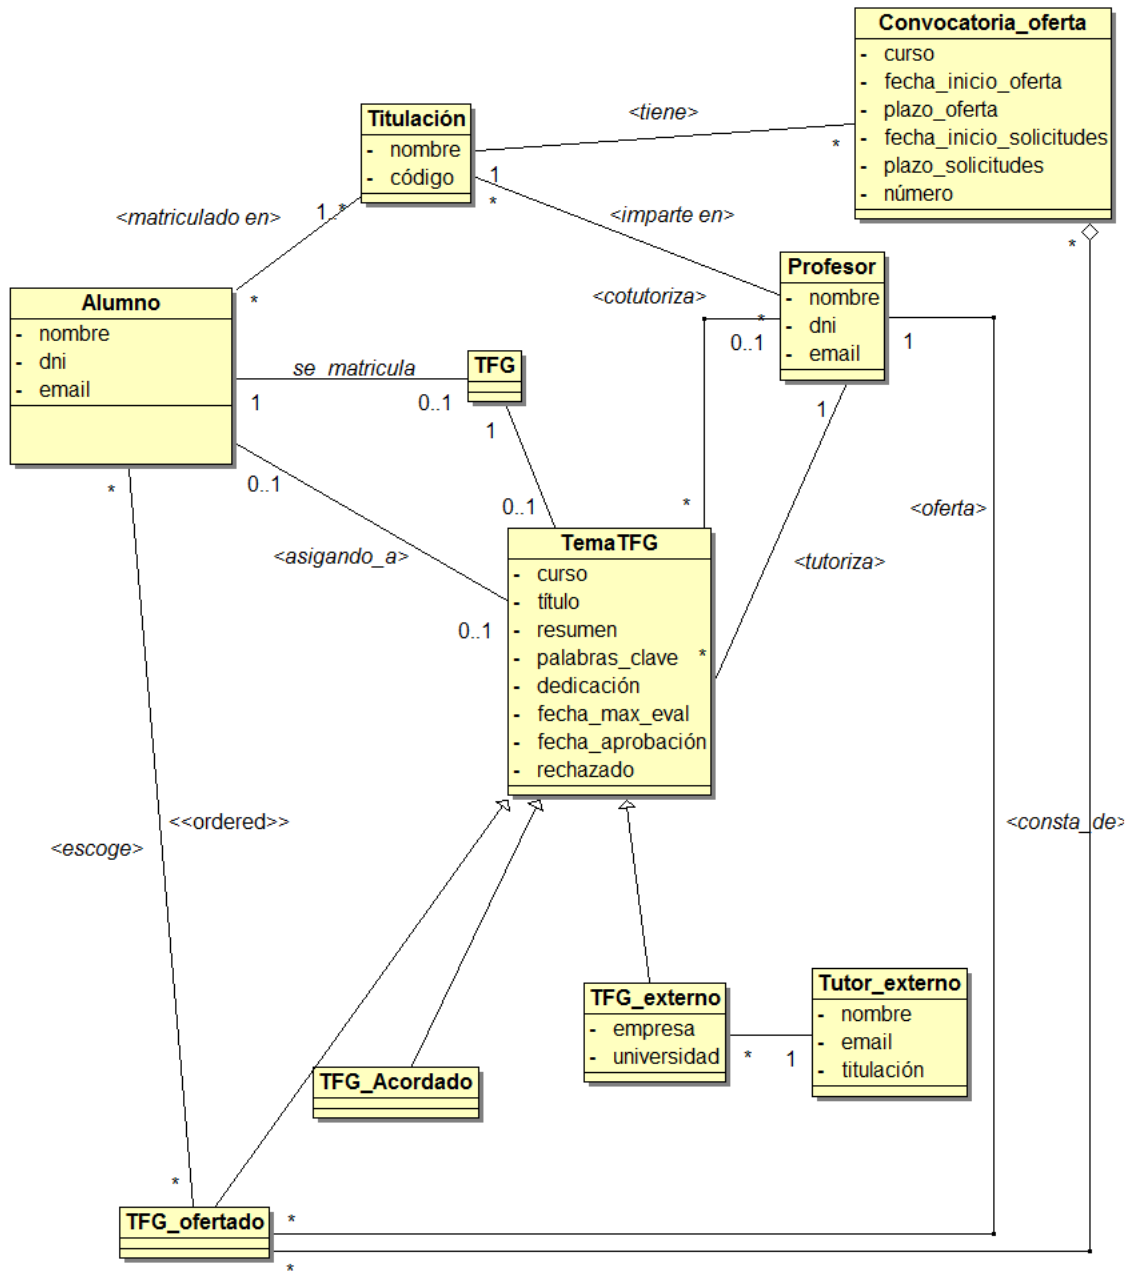 Convocatoria_oferta
- curso
- fecha_inicio_oferta
- plazo_oferta
- fecha_inicio_solicitudes
- plazo_solicitudes
- número
Titulación
- nombre
- código
<tiene>
*
1
*
<imparte en>
<matriculado en>
1..*
*
*
Profesor
- nombre
- dni
- email
<cotutoriza>
*
0..1
1
1
Alumno
- nombre
- dni
- email
se_matricula
1
0..1
TFG
1
0..1
0..1
<asigando_a>
0..1
*
*
<oferta>
<tutoriza>
TemaTFG
- curso
- título
- resumen
- palabras_clave
- dedicación
- fecha_max_eval
- fecha_aprobación
- rechazado
*
<<ordered>>
<escoge>
<consta_de>
TFG_externo
- empresa
- universidad
*
1
Tutor_externo
- nombre
- email
- titulación
TFG_Acordado
*
TFG_ofertado
*
*